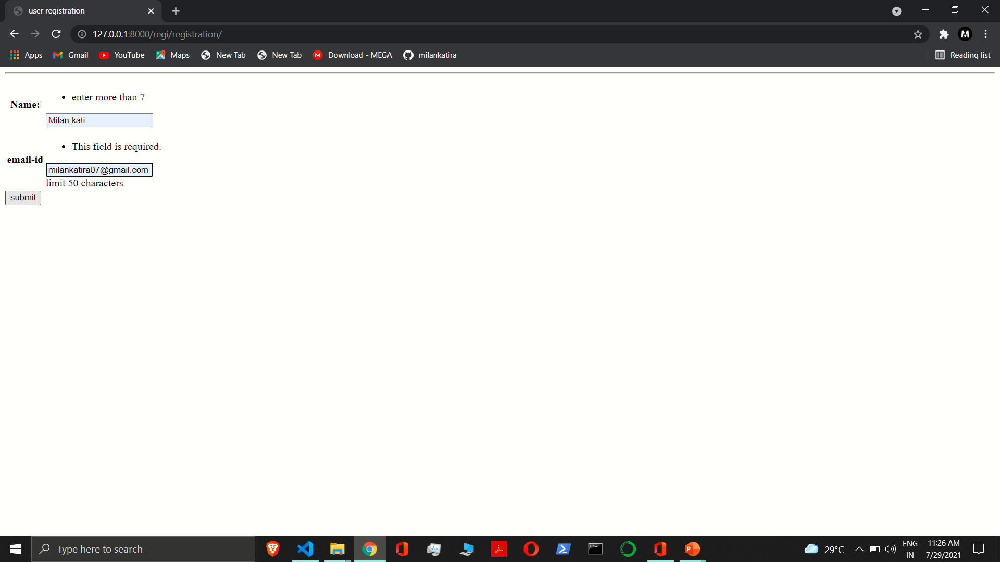 user registration
127.0.0.1:8000/regi/registration/
Apps Gmail YouTube Maps New Tab New Tab Download - MEGA milankatira Reading list
enter more than 7
Name:
Milan kati
This field is required.
email-id
milankatira07@gmail.com
limit 50 characters
submit
Type here to search
29°C
ENG
IN
11:26 AM
7/29/2021